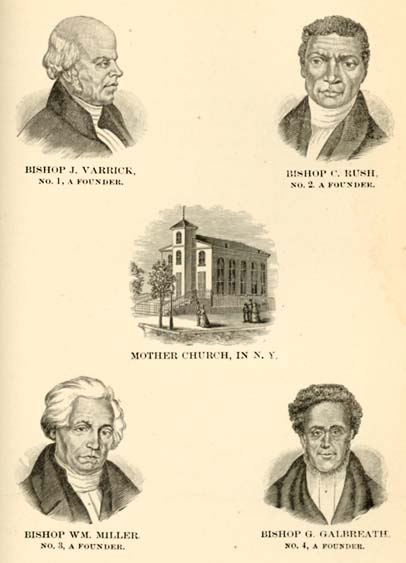 BISHOP J. VARRICK,
NO. 1, A FOUNDER.
BISHOP C. RUSH,
NO. 2. A FOUNDER.
MOTHER CHURCH, IN N. Y.
BISHOP WM. MILLER.
NO. 3, A FOUNDER.
BISHOP G. GALBREATH.
NO. 4, A FOUNDER.